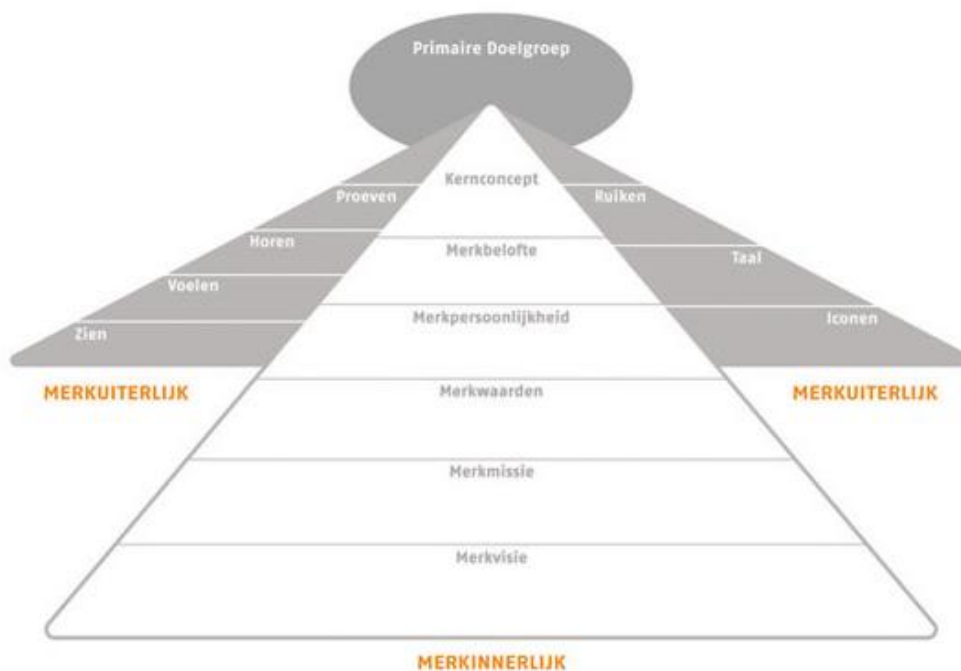 Primaire Doelgroep
Kernconcept
Proeven
Ruiken
Horen
Merkbelofte
Taal
Voelen
Merkpersoonlijkheid
Iconen
Zien
MERKUITERLIJK
Merkwaarden
MERKUITERLIJK
Merkmissie
Merkvisie
MERKINNERLIJK